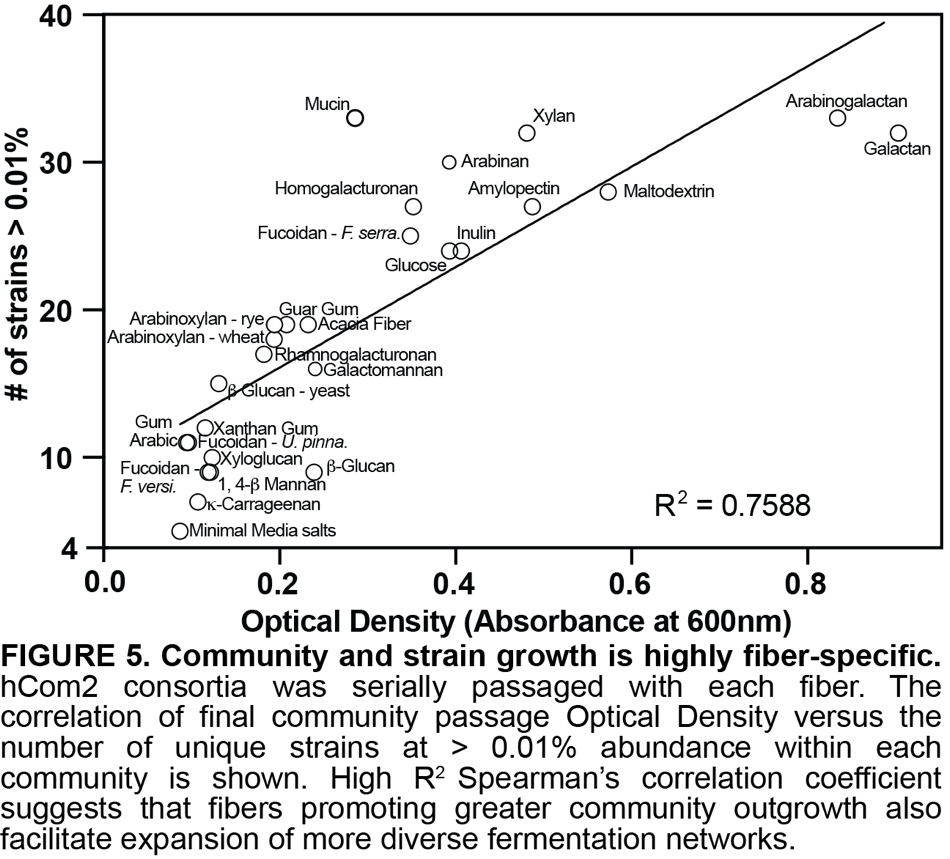 40
Mucin
Xylan
Arabinogalactan
Galactan
30
Arabinan
Homogalacturonan
Amylopectin
Maltodextrin
Fucoidan - F. serra.
Inulin
Glucose
# of strains > 0.01%
20
Guar Gum
Arabinoxylan - rye
Acacia Fiber
Arabinoxylan - wheat
Rhamnogalacturonan
Galactomannan
β Glucan - yeast
Gum
Arabic
Xanthan Gum
Fucoidan - U. pinna.
10
Xyloglucan
Fucoidan -
F. versi.
β-Glucan
1, 4-β Mannan
κ-Carrageenan
R² = 0.7588
Minimal Media salts
4
0.0 0.2 0.4 0.6 0.8
Optical Density (Absorbance at 600nm)
FIGURE 5. Community and strain growth is highly fiber-specific.
hCom2 consortia was serially passaged with each fiber. The
correlation of final community passage Optical Density versus the
number of unique strains at > 0.01% abundance within each
community is shown. High R² Spearman's correlation coefficient
suggests that fibers promoting greater community outgrowth also
facilitate expansion of more diverse fermentation networks.